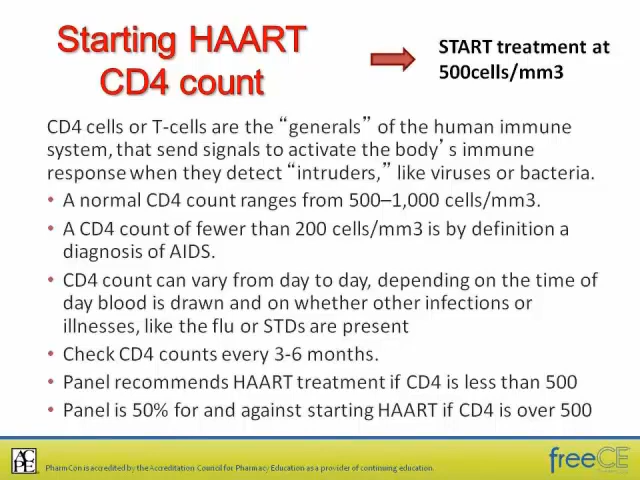 Starting HAART
CD4 count
START treatment at
500cells/mm3
CD4 cells or T-cells are the “generals” of the human immune
system, that send signals to activate the body’s immune
response when they detect “intruders,” like viruses or bacteria.
• A normal CD4 count ranges from 500–1,000 cells/mm3.
• A CD4 count of fewer than 200 cells/mm3 is by definition a
diagnosis of AIDS.
• CD4 count can vary from day to day, depending on the time of
day blood is drawn and on whether other infections or
illnesses, like the flu or STDs are present
• Check CD4 counts every 3-6 months.
• Panel recommends HAART treatment if CD4 is less than 500
• Panel is 50% for and against starting HAART if CD4 is over 500
ACPE
PharmCon is accredited by the Accreditation Council for Pharmacy Education as a provider of continuing education.
freeCE